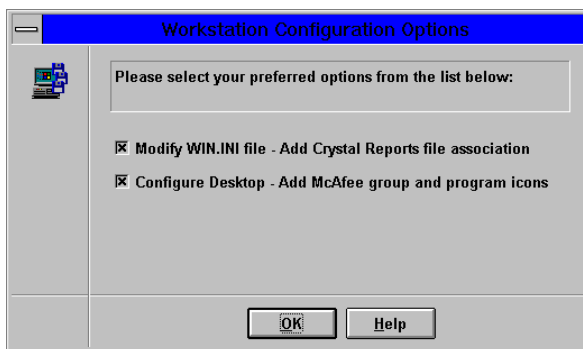 Workstation Configuration Options
Please select your preferred options from the list below:
Modify WIN.INI file - Add Crystal Reports file association
Configure Desktop - Add McAfee group and program icons
OK
Help